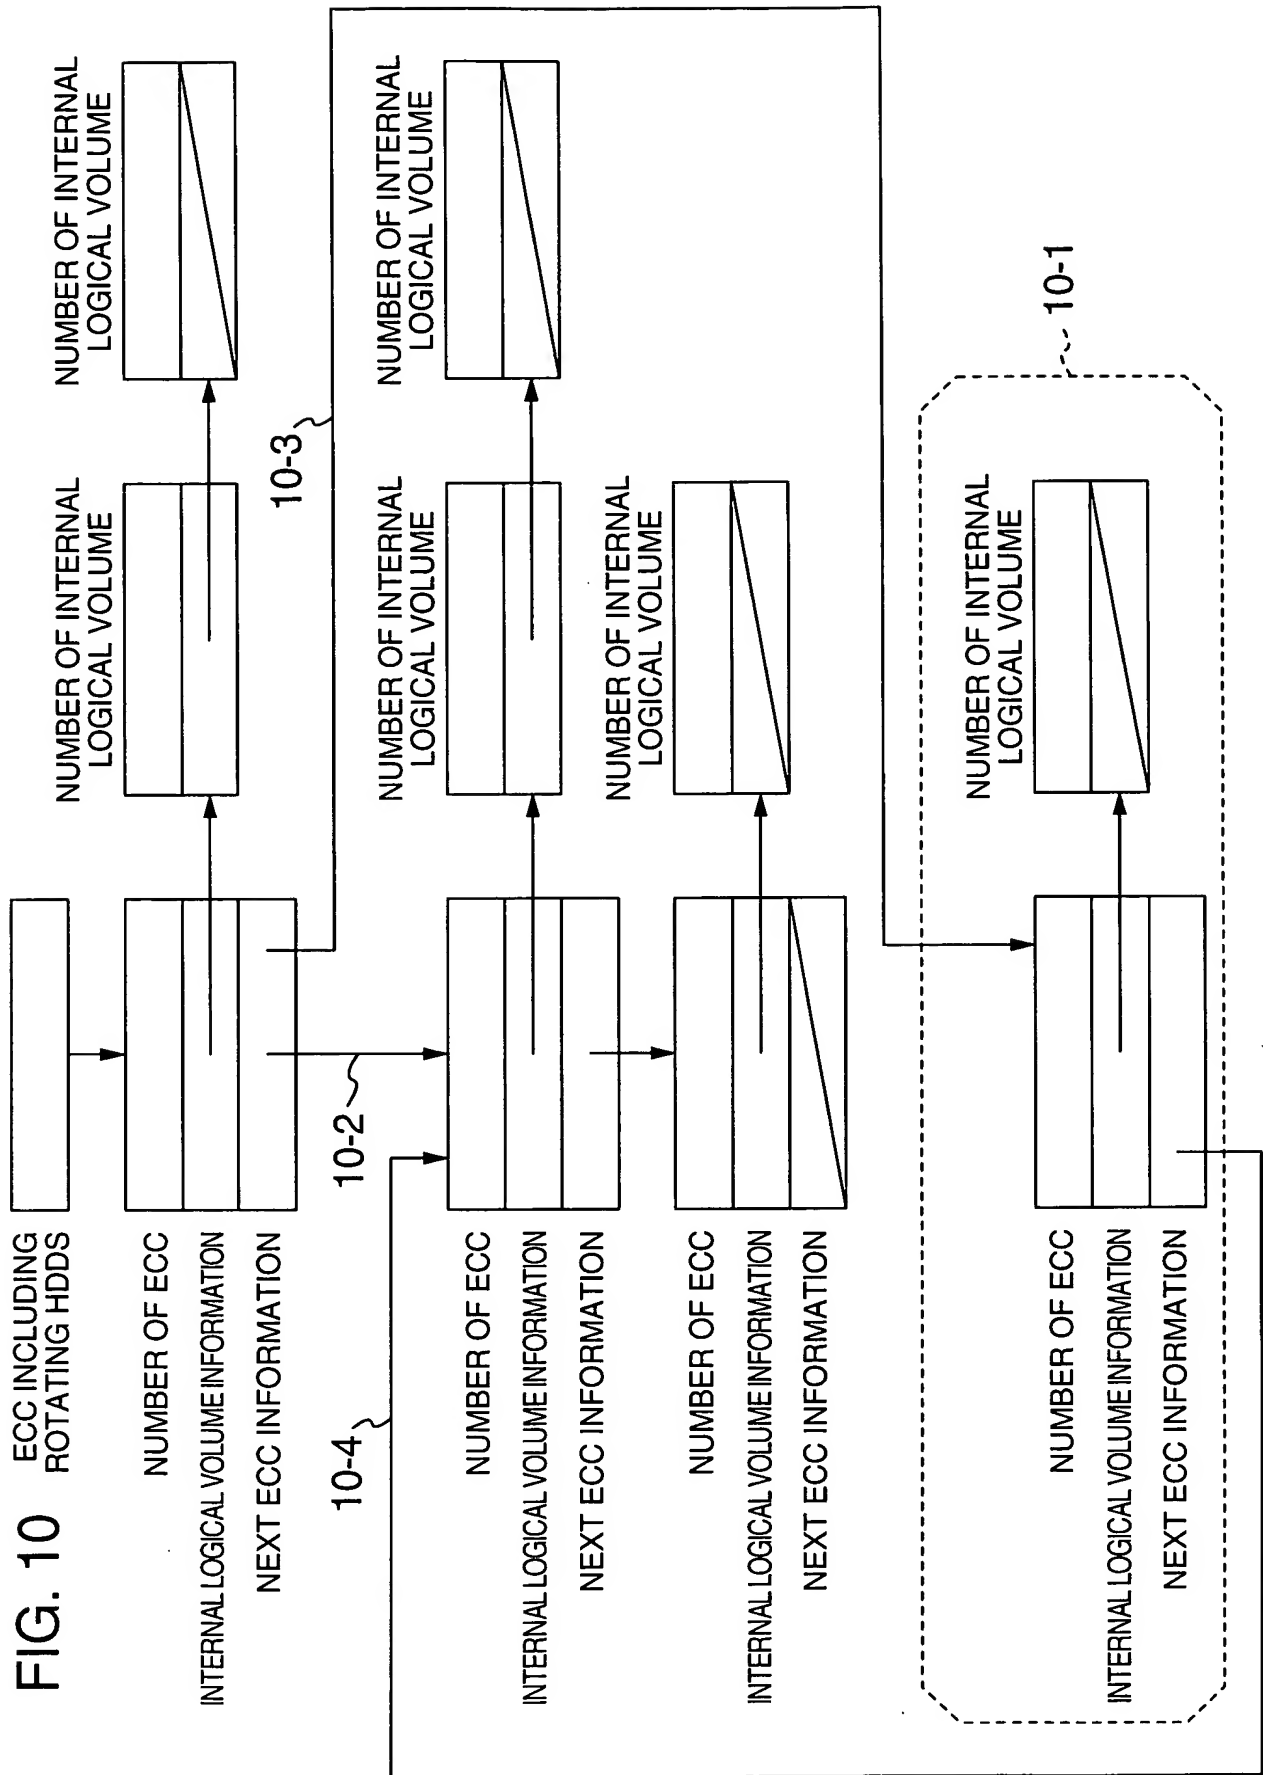 FIG. 10
ECC INCLUDING
ROTATING HDDS
NUMBER OF ECC
INTERNAL LOGICAL VOLUME INFORMATION
NEXT ECC INFORMATION
NUMBER OF INTERNAL
LOGICAL VOLUME
NUMBER OF INTERNAL
LOGICAL VOLUME
10-4
10-2
10-3
NUMBER OF ECC
INTERNAL LOGICAL VOLUME INFORMATION
NEXT ECC INFORMATION
NUMBER OF INTERNAL
LOGICAL VOLUME
NUMBER OF INTERNAL
LOGICAL VOLUME
NUMBER OF ECC
INTERNAL LOGICAL VOLUME INFORMATION
NEXT ECC INFORMATION
NUMBER OF INTERNAL
LOGICAL VOLUME
NUMBER OF ECC
INTERNAL LOGICAL VOLUME INFORMATION
NEXT ECC INFORMATION
NUMBER OF INTERNAL
LOGICAL VOLUME
10-1